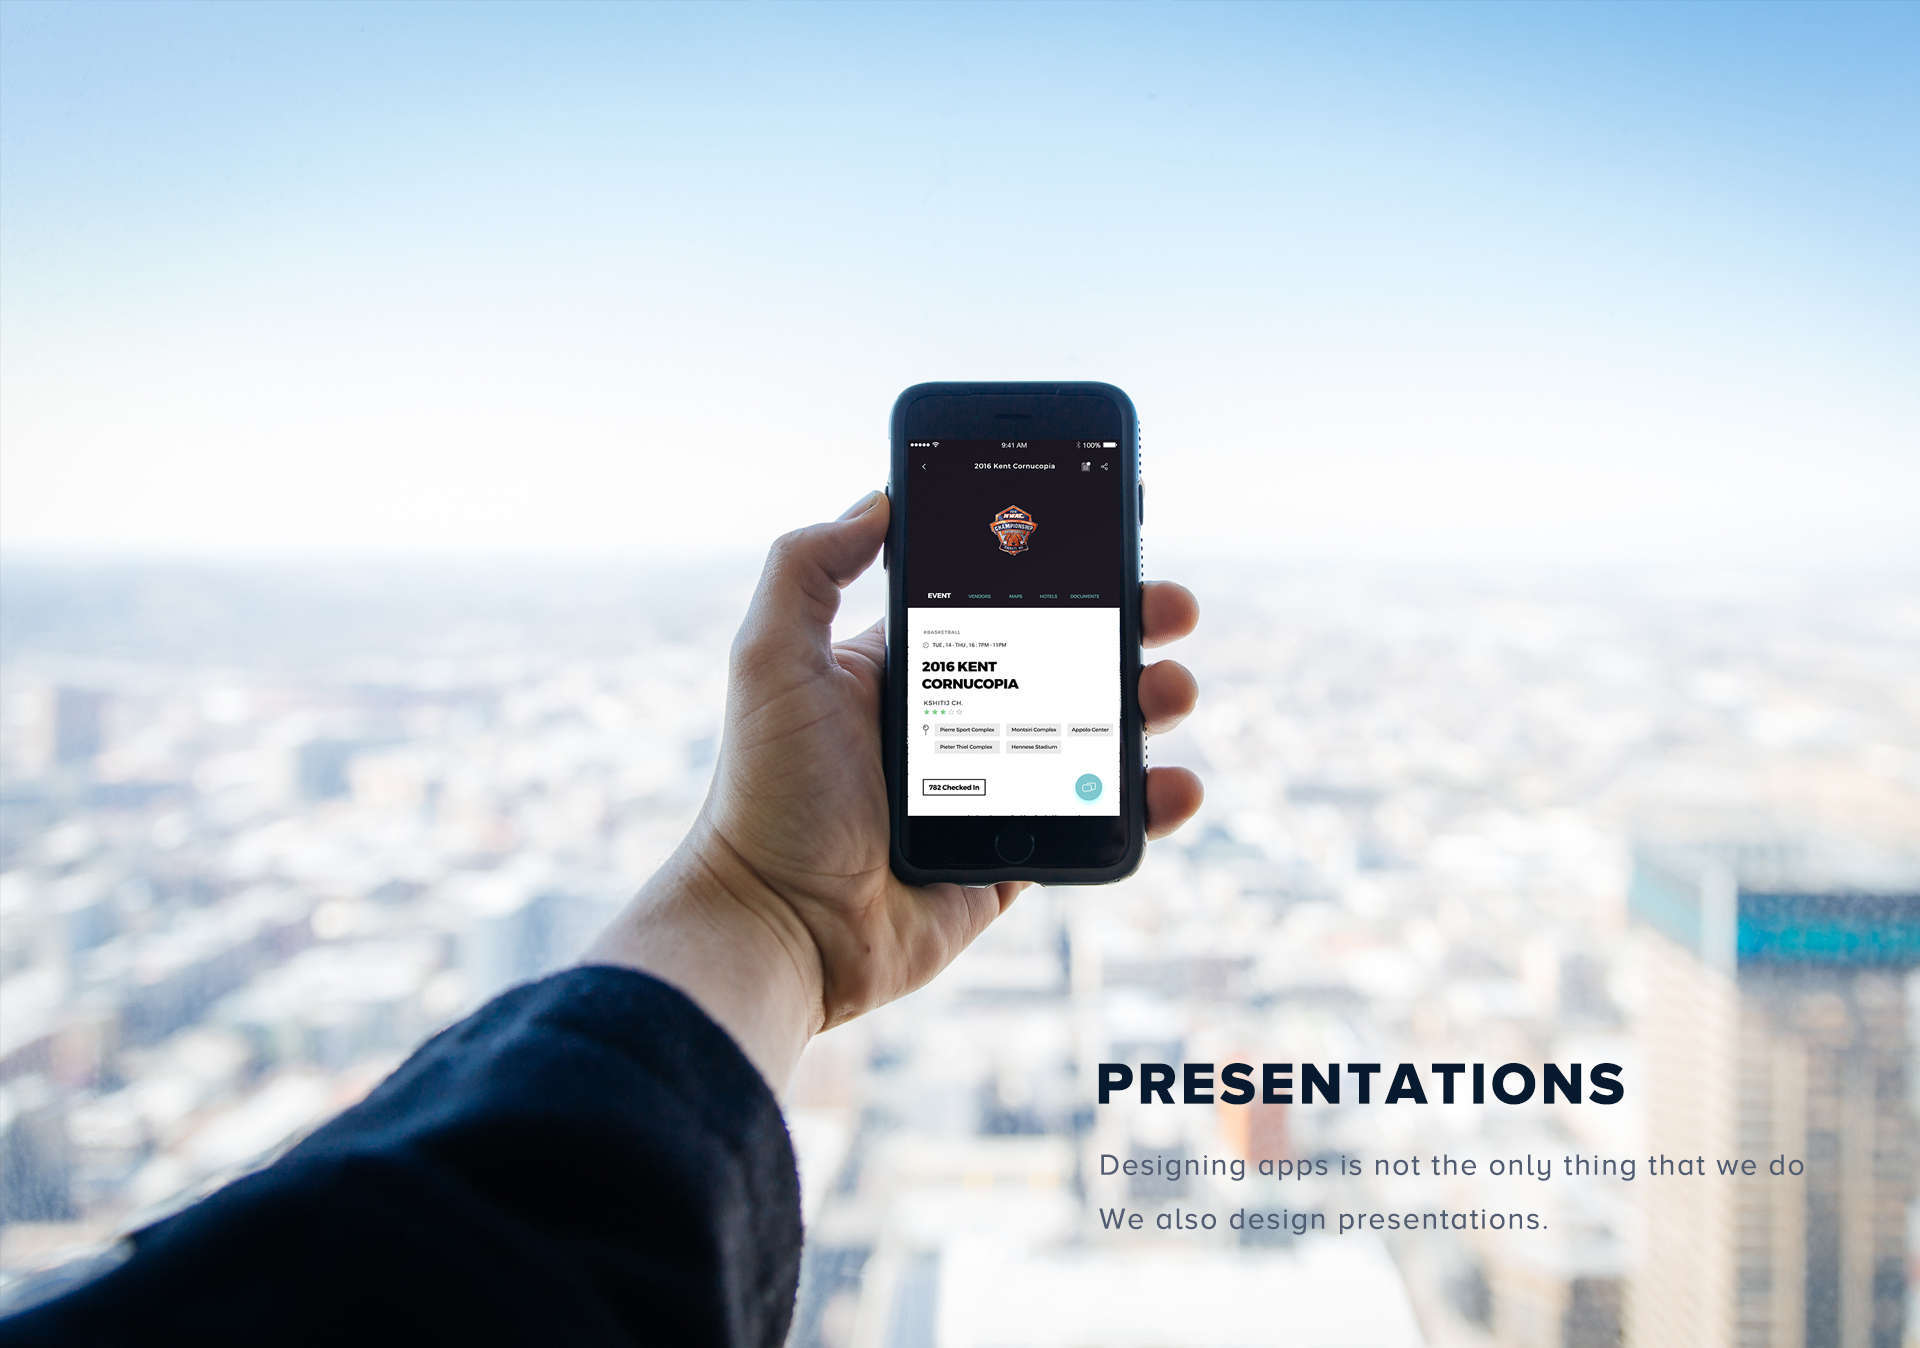 9:41 AM
100%
2016 Kent Cornucopia
CHAMPIONSHIP
EVENT
VENDORS
MAPS
HOTELS
DOCUMENTS
#BASKETBALL
TUE, 14 - THU, 16 : 7PM - 11PM
2016 KENT
CORNUCOPIA
KSHITIJ CH.
Pierre Sport Complex
Montsiri Complex
Appolo Center
Pieter Thiel Complex
Hennese Stadium
782 Checked In
PRESENTATIONS
Designing apps is not the only thing that we do
We also design presentations.